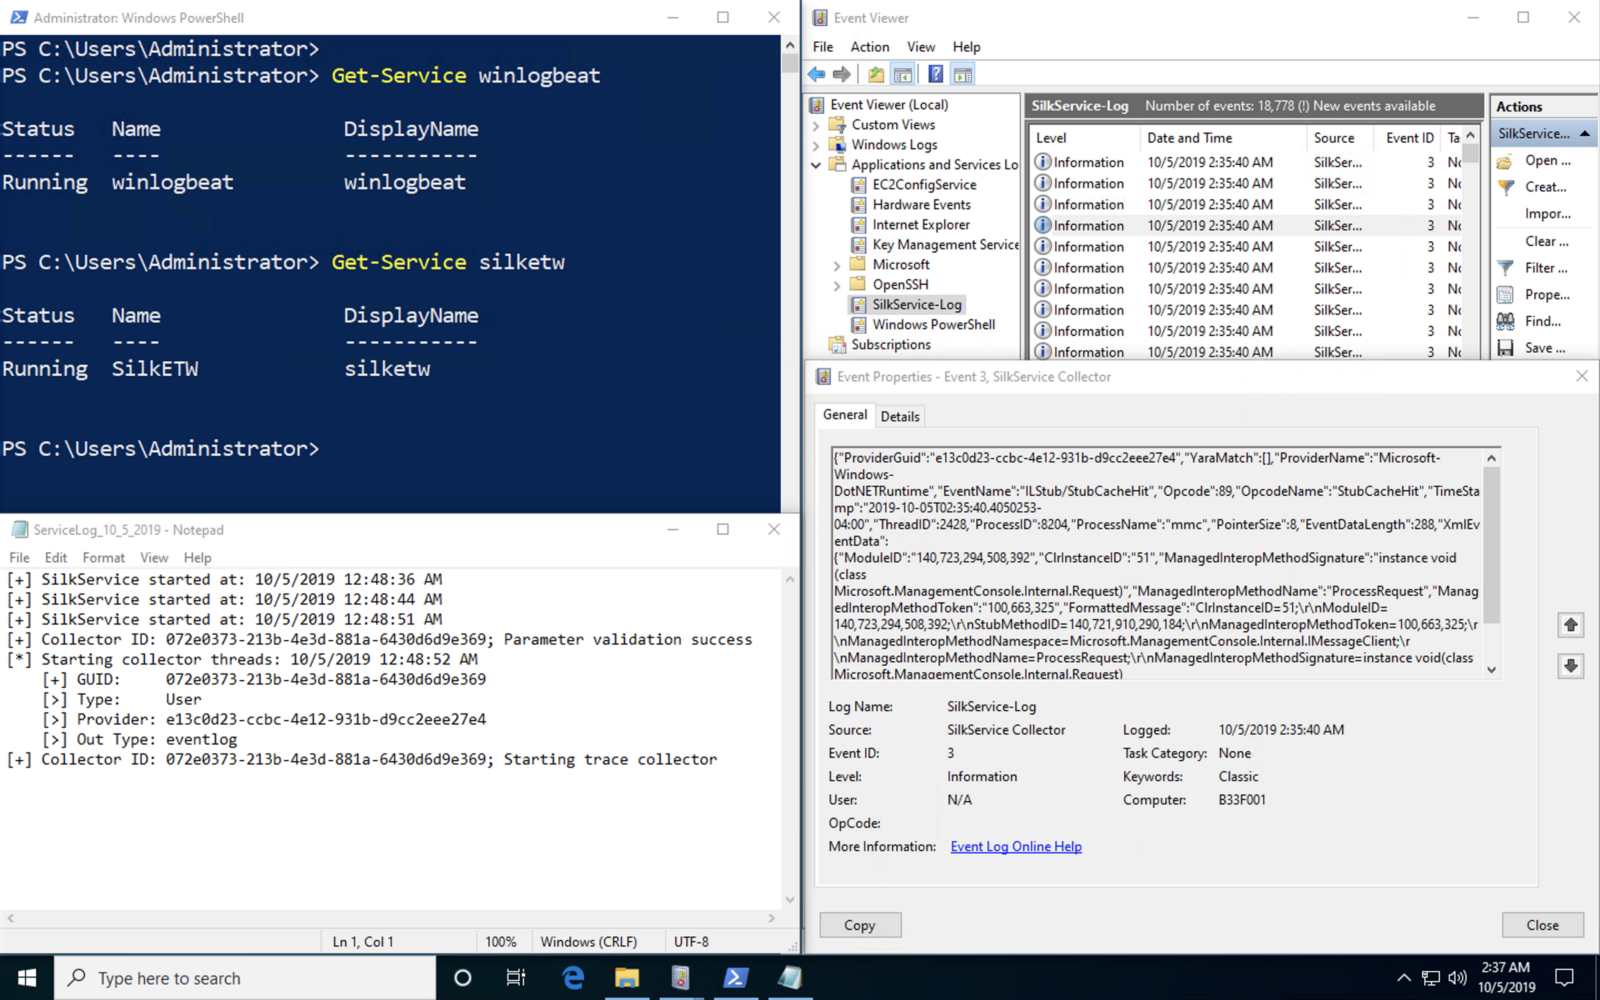 Administrator: Windows PowerShell
PS C:\Users\Administrator>
PS C:\Users\Administrator> Get-Service winlogbeat
Status Name DisplayName
------ ---- -----------
Running winlogbeat winlogbeat
PS C:\Users\Administrator> Get-Service silketw
Status Name DisplayName
------ ---- -----------
Running SilkETW silketw
PS C:\Users\Administrator>
ServiceLog_10_5_2019 - Notepad
File Edit Format View Help
[+] SilkService started at: 10/5/2019 12:48:36 AM
[+] SilkService started at: 10/5/2019 12:48:44 AM
[+] SilkService started at: 10/5/2019 12:48:51 AM
[+] Collector ID: 072e0373-213b-4e3d-881a-6430d6d9e369; Parameter validation success
[*] Starting collector threads: 10/5/2019 12:48:52 AM
[+] GUID: 072e0373-213b-4e3d-881a-6430d6d9e369
[>] Type: User
[>] Provider: e13c0d23-ccbc-4e12-931b-d9cc2eee27e4
[>] Out Type: eventlog
[+] Collector ID: 072e0373-213b-4e3d-881a-6430d6d9e369; Starting trace collector
Ln 1, Col 1 100% Windows (CRLF) UTF-8
Event Viewer
File Action View Help
Event Viewer (Local)
Custom Views
Windows Logs
Applications and Services Lo
EC2ConfigService
Hardware Events
Internet Explorer
Key Management Service
Microsoft
OpenSSH
SilkService-Log
Windows PowerShell
Subscriptions
SilkService-Log Number of events: 18,778 (!) New events available
Level Date and Time Source Event ID Ta
Information 10/5/2019 2:35:40 AM SilkSer... 3 Nc
Information 10/5/2019 2:35:40 AM SilkSer... 3 Nc
Information 10/5/2019 2:35:40 AM SilkSer... 3 Nc
Information 10/5/2019 2:35:40 AM SilkSer... 3 Nc
Information 10/5/2019 2:35:40 AM SilkSer... 3 Nc
Information 10/5/2019 2:35:40 AM SilkSer... 3 Nc
Information 10/5/2019 2:35:40 AM SilkSer... 3 Nc
Information 10/5/2019 2:35:40 AM SilkSer... 3 Nc
Information 10/5/2019 2:35:40 AM SilkSer... 3 Nc
Information 10/5/2019 2:35:40 AM SilkSer... 3 Nc
Actions
SilkService...
Open ...
Creat...
Impor...
Clear ...
Filter ...
Prope...
Find...
Save ...
Event Properties - Event 3, SilkService Collector
General Details
{"ProviderGuid":"e13c0d23-ccbc-4e12-931b-d9cc2eee27e4","YaraMatch":[],"ProviderName":"Microsoft-
Windows-
DotNETRuntime","EventName":"ILStub/StubCacheHit","Opcode":89,"OpcodeName":"StubCacheHit","TimeSta
mp":"2019-10-05T02:35:40.4050253-
04:00","ThreadID":2428,"ProcessID":8204,"ProcessName":"mmc","PointerSize":8,"EventDataLength":288,"XmlEv
entData":
{"ModuleID":"140,723,294,508,392","ClrInstanceID":"51","ManagedInteropMethodSignature":"instance void
(class
Microsoft.ManagementConsole.Internal.Request)","ManagedInteropMethodName":"ProcessRequest","Manag
edInteropMethodToken":"100,663,325","FormattedMessage":"ClrInstanceID=51;\r\nModuleID=
140,723,294,508,392;\r\nStubMethodID=140,721,910,290,184;\r\nManagedInteropMethodToken=100,663,325;\r
\nManagedInteropMethodNamespace=Microsoft.ManagementConsole.Internal.IMessageClient;\r
\nManagedInteropMethodName=ProcessRequest;\r\nManagedInteropMethodSignature=instance void(class
Microsoft.ManagementConsole.Internal.Request)
Log Name: SilkService-Log
Source: SilkService Collector Logged: 10/5/2019 2:35:40 AM
Event ID: 3 Task Category: None
Level: Information Keywords: Classic
User: N/A Computer: B33F001
OpCode:
More Information: Event Log Online Help
Copy Close
Type here to search
2:37 AM
10/5/2019